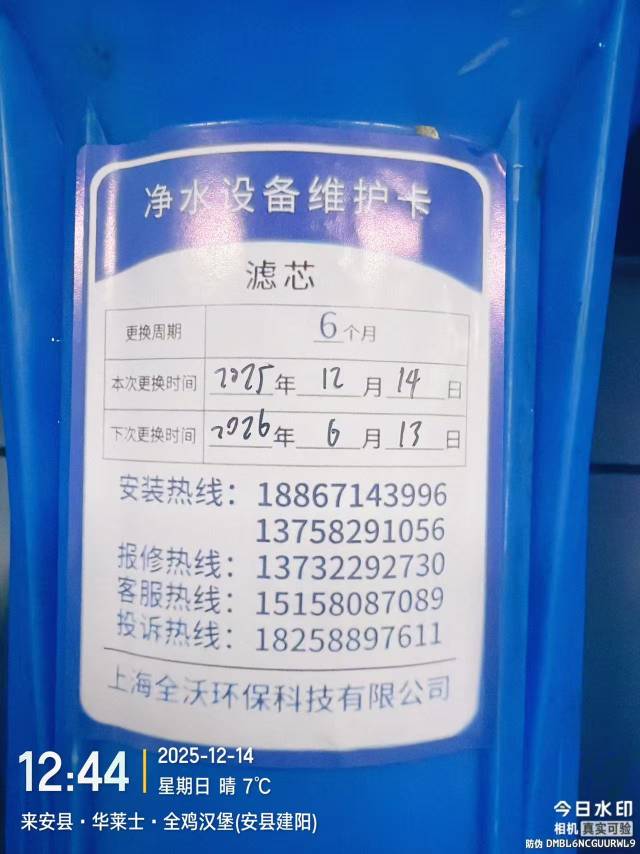 净水设备维护卡
滤芯
更换周期 6个月
本次更换时间 2025年12月14日
下次更换时间 2026年6月13日
安装热线：18867143996
13758291056
报修热线：13732292730
客服热线：15158087089
投诉热线：18258897611
上海全沃环保科技有限公司
12:44
2025-12-14
星期日 晴 7℃
来安县·华莱士·全鸡汉堡(安县建阳)
今日水印
相机 真实可验
防伪 DMBL6NCGUURWL9